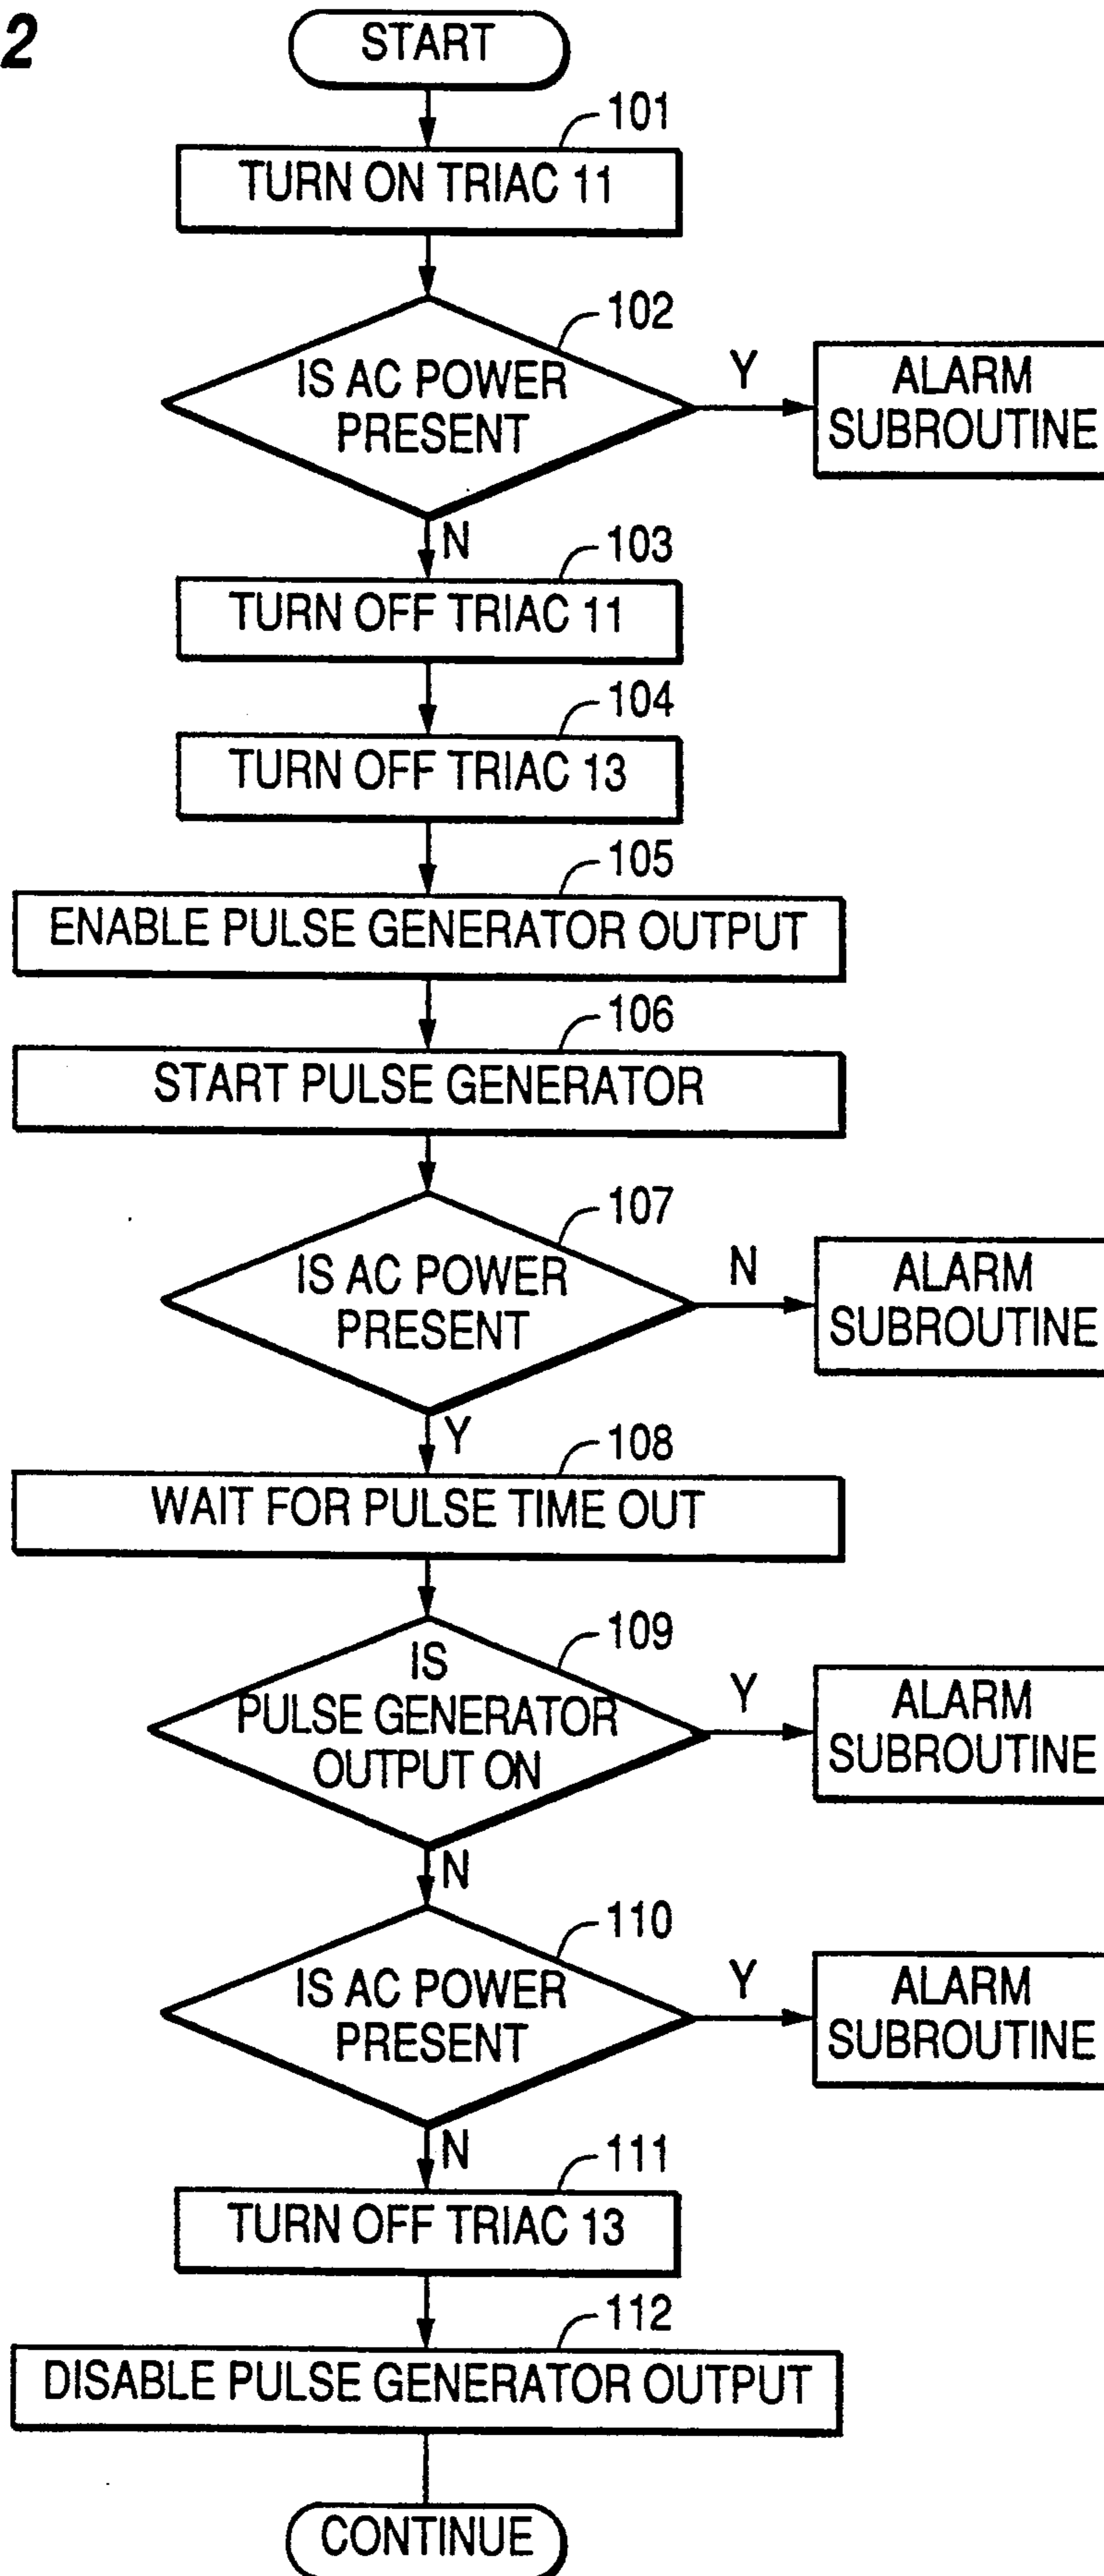 2
START
101
TURN ON TRIAC 11
102
IS AC POWER
PRESENT
Y
ALARM
SUBROUTINE
N
103
TURN OFF TRIAC 11
104
TURN OFF TRIAC 13
105
ENABLE PULSE GENERATOR OUTPUT
106
START PULSE GENERATOR
107
IS AC POWER
PRESENT
N
ALARM
SUBROUTINE
Y
108
WAIT FOR PULSE TIME OUT
109
IS
PULSE GENERATOR
OUTPUT ON
Y
ALARM
SUBROUTINE
N
110
IS AC POWER
PRESENT
Y
ALARM
SUBROUTINE
N
111
TURN OFF TRIAC 13
112
DISABLE PULSE GENERATOR OUTPUT
CONTINUE